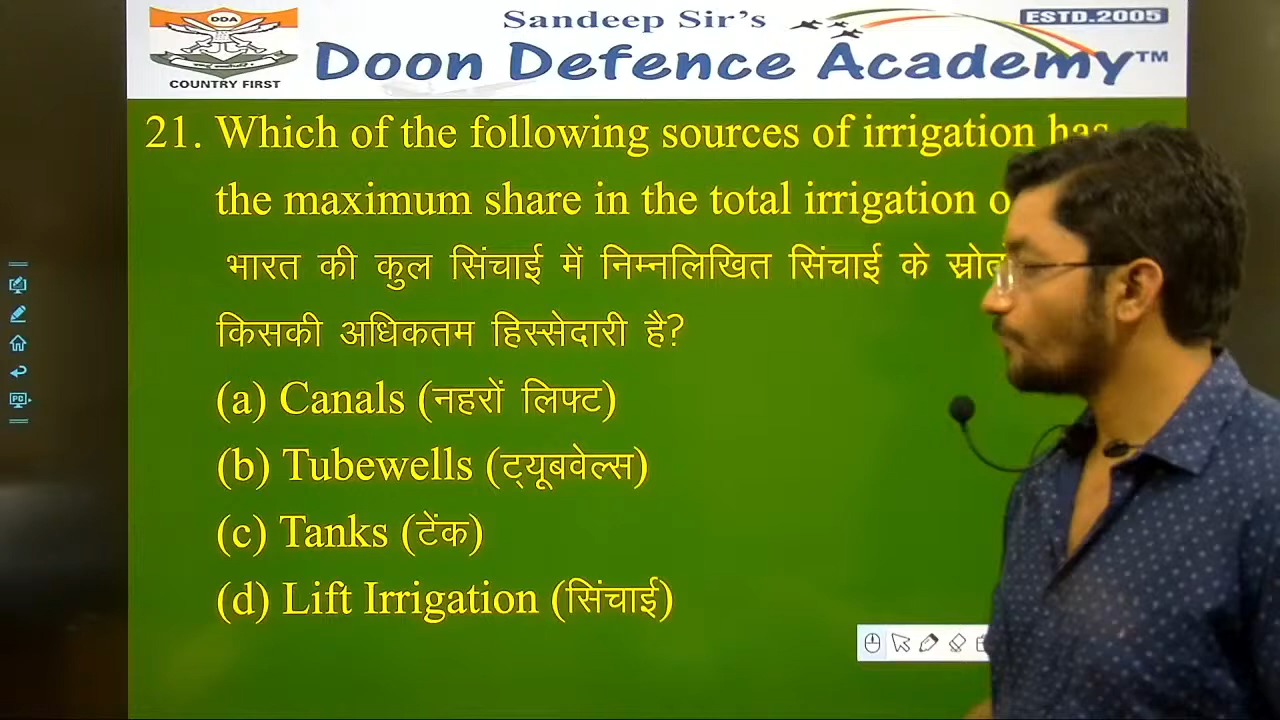 DDA
COUNTRY FIRST
Sandeep Sir's
ESTD.2005
Doon Defence Academy™
21. Which of the following sources of irrigation has
the maximum share in the total irrigation
भारत की कुल सिंचाई में निम्नलिखित सिंचाई के स्रोत
किसकी अधिकतम हिस्सेदारी है?
(a) Canals (नहरों लिफ्ट)
(b) Tubewells (ट्यूबवेल्स)
(c) Tanks (टेंक)
(d) Lift Irrigation (सिंचाई)